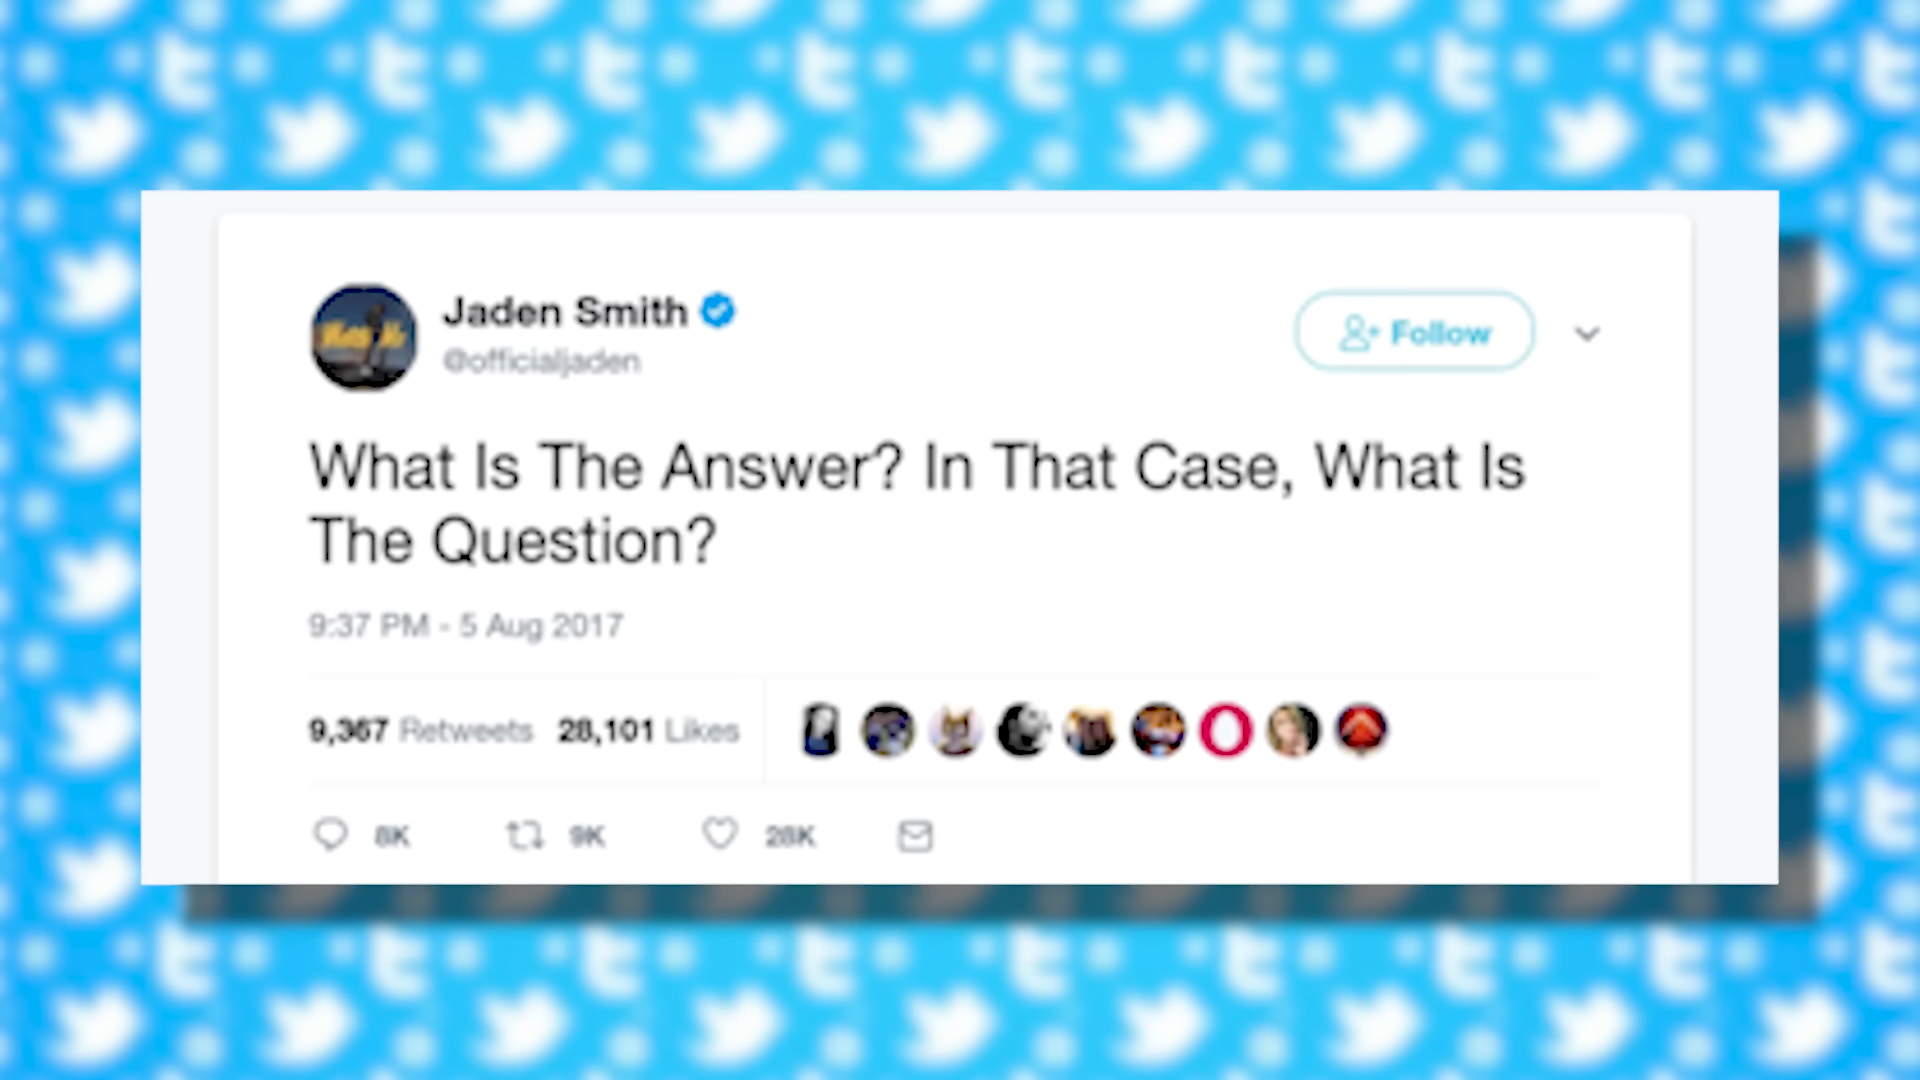 Jaden Smith
@officialjaden
Follow
What Is The Answer? In That Case, What Is
The Question?
9:37 PM - 5 Aug 2017
9,367 Retweets 28,101 Likes
8K 9K 28K